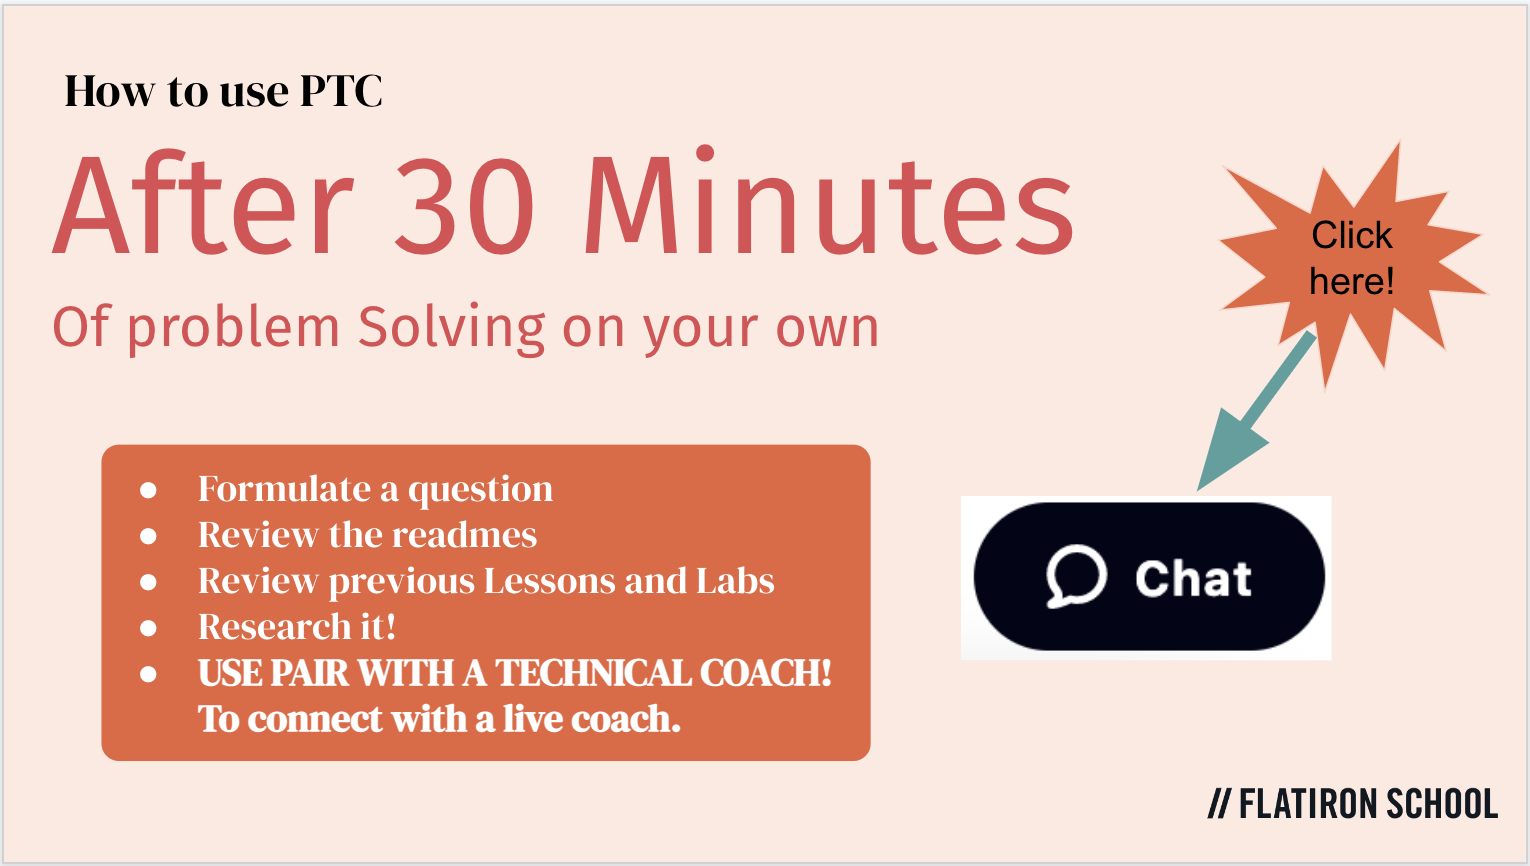 How to use PTC
After 30 Minutes
Of problem Solving on your own
Click
here!
● Formulate a question
● Review the readmes
● Review previous Lessons and Labs
● Research it!
● USE PAIR WITH A TECHNICAL COACH!
To connect with a live coach.
Chat
// FLATIRON SCHOOL